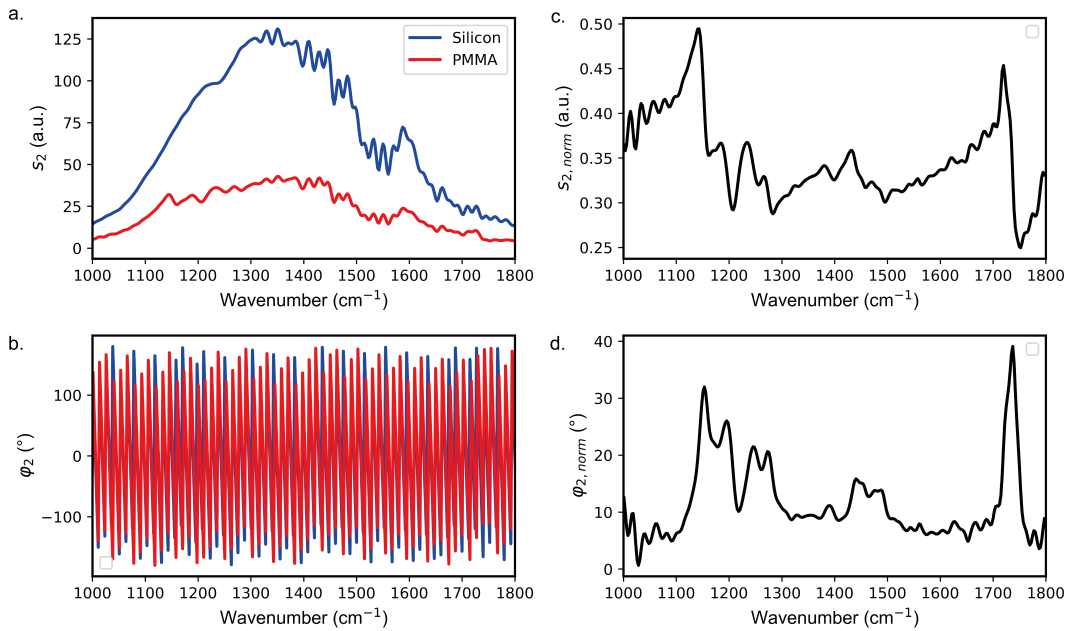 a.
125
100
75
50
25
0
s₂ (a.u.)
Silicon
PMMA
1000 1100 1200 1300 1400 1500 1600 1700 1800
Wavenumber (cm⁻¹)
c.
0.50
0.45
0.40
0.35
0.30
0.25
s₂, norm (a.u.)
1000 1100 1200 1300 1400 1500 1600 1700 1800
Wavenumber (cm⁻¹)
b.
100
0
−100
φ₂ (°)
1000 1100 1200 1300 1400 1500 1600 1700 1800
Wavenumber (cm⁻¹)
d.
40
30
20
10
0
φ₂, norm (°)
1000 1100 1200 1300 1400 1500 1600 1700 1800
Wavenumber (cm⁻¹)